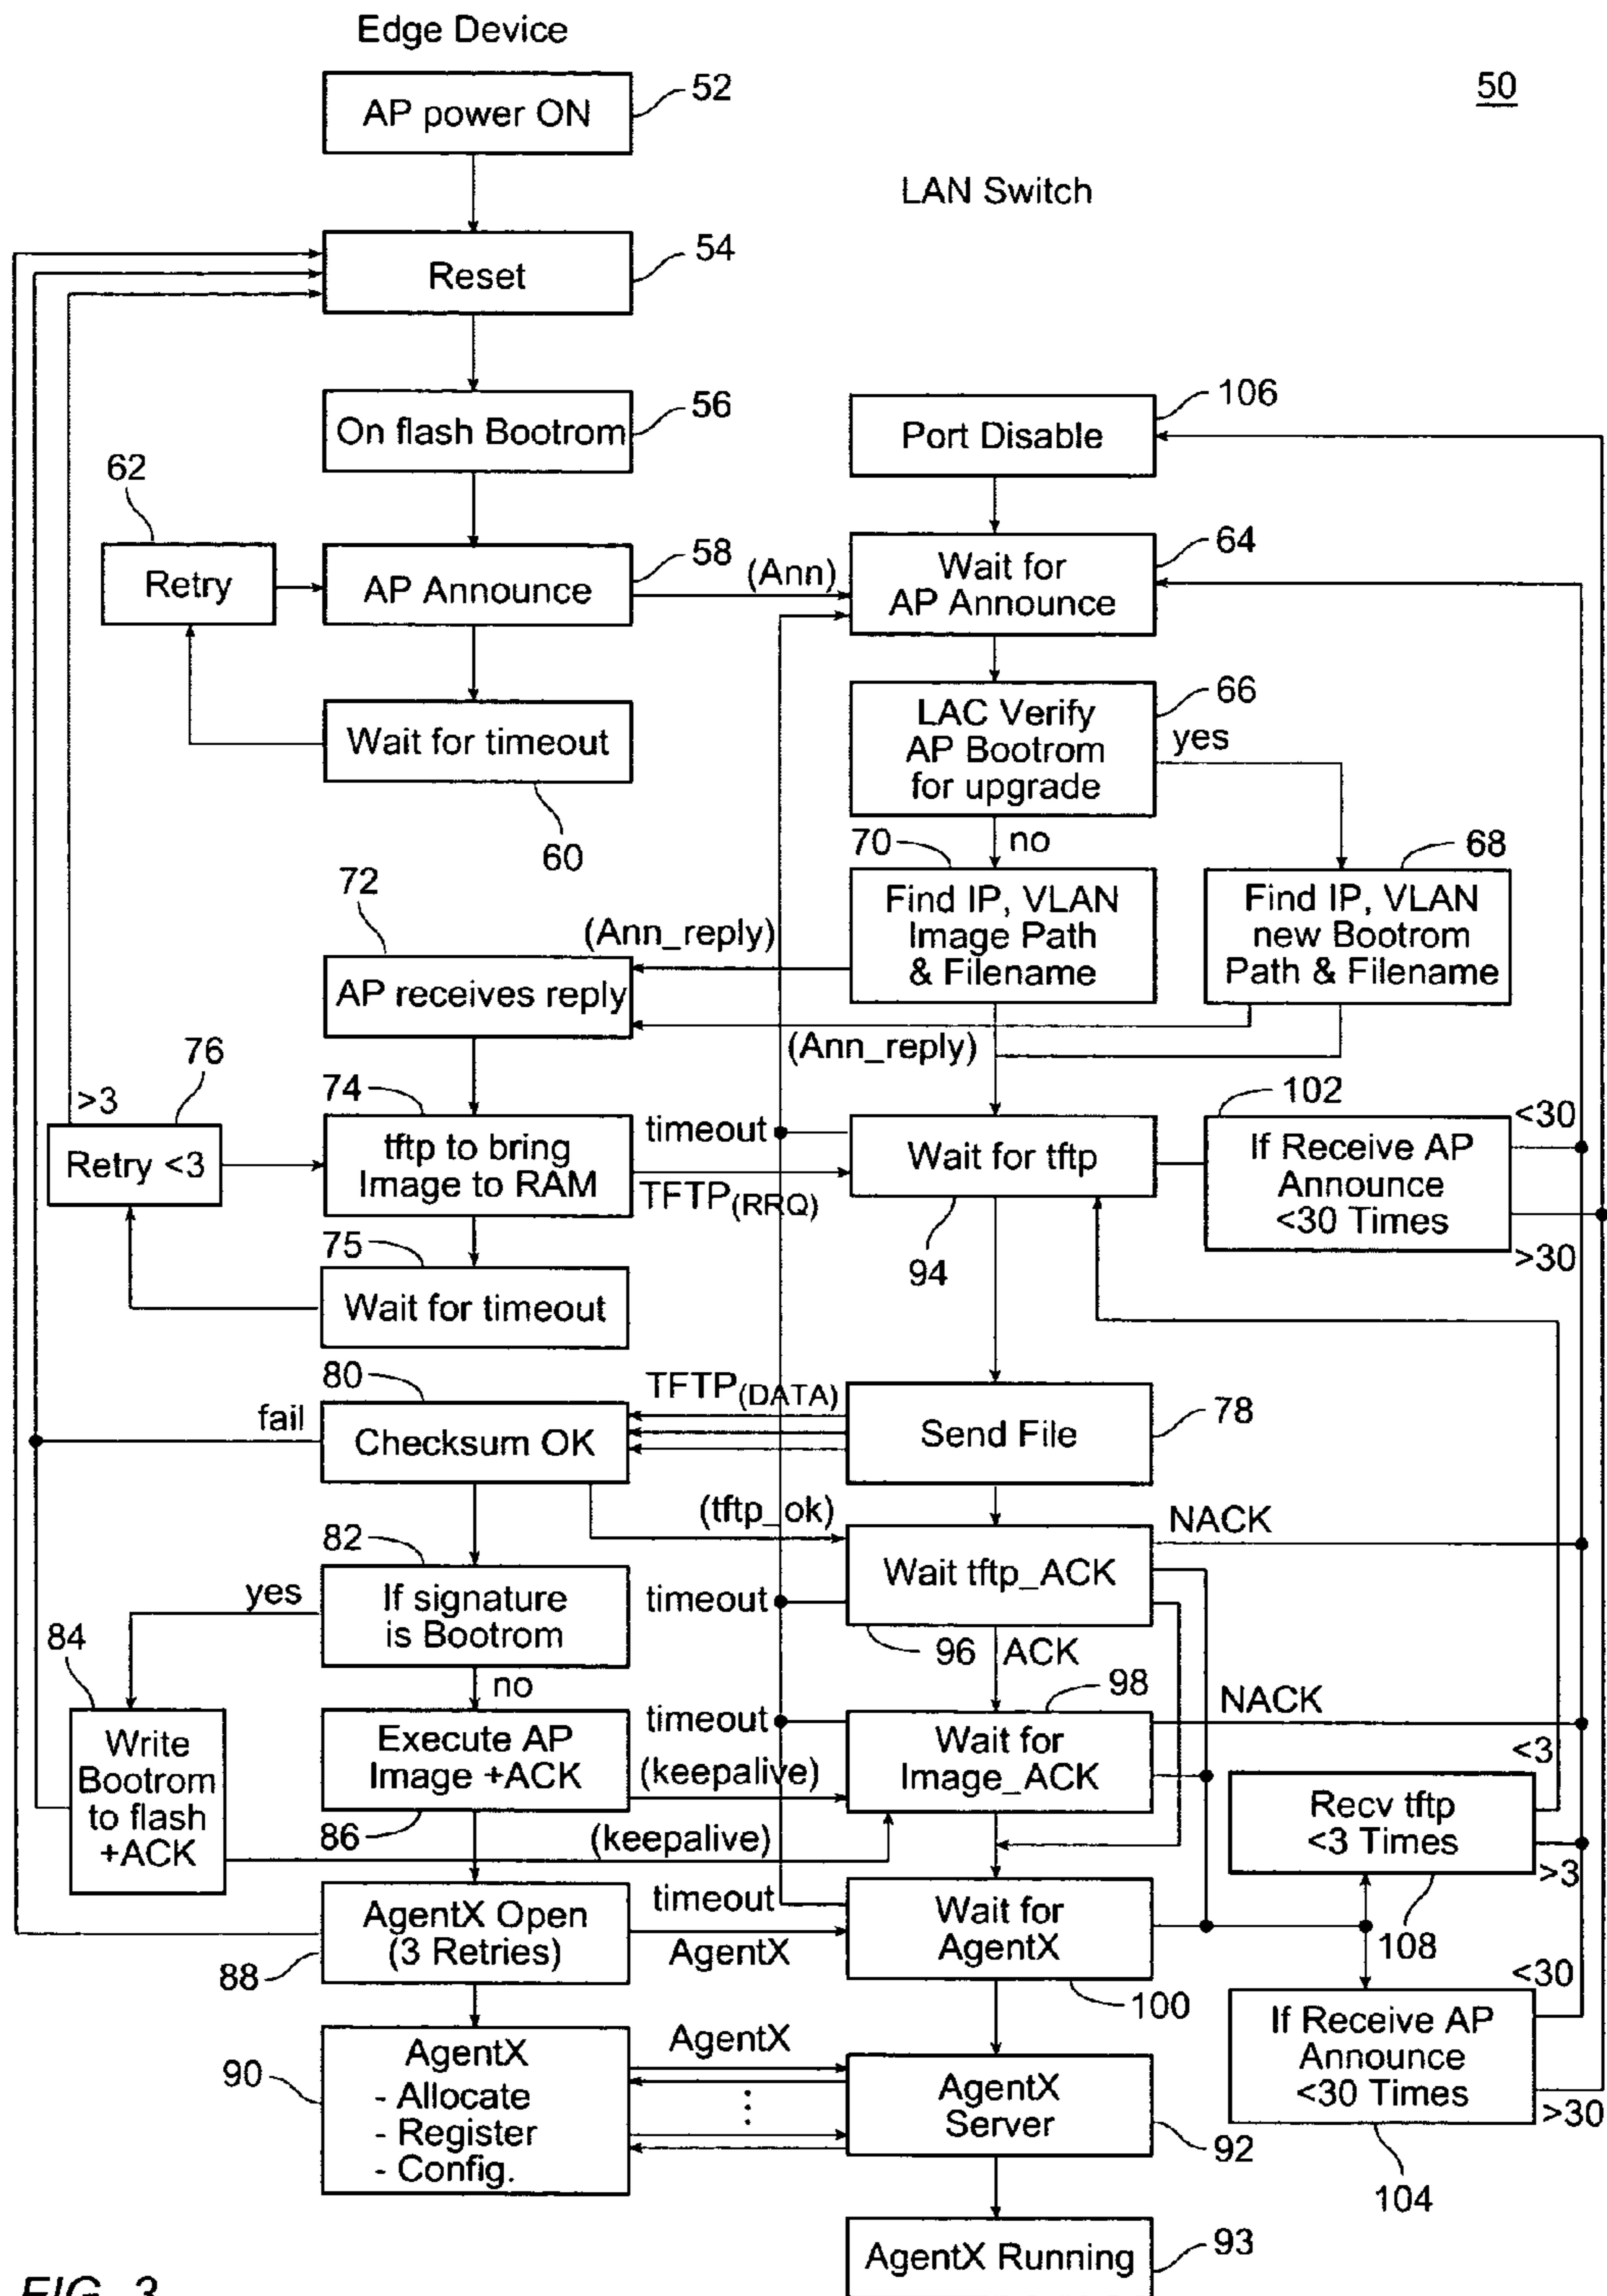 Edge Device
AP power ON
52
50
LAN Switch
Reset
54
On flash Bootrom
56
Port Disable
106
62
Retry
AP Announce
58
(Ann)
Wait for
AP Announce
64
Wait for timeout
60
LAC Verify
AP Bootrom
for upgrade
66
yes
no
70
Find IP, VLAN
Image Path
& Filename
68
Find IP, VLAN
new Bootrom
Path & Filename
72
(Ann_reply)
AP receives reply
(Ann_reply)
76
>3
Retry <3
74
tftp to bring
Image to RAM
timeout
TFTP(RRQ)
Wait for tftp
94
102
If Receive AP
Announce
<30 Times
<30
>30
75
Wait for timeout
80
fail
Checksum OK
TFTP(DATA)
Send File
78
(tftp_ok)
Wait tftp_ACK
NACK
82
yes
If signature
is Bootrom
timeout
96
ACK
no
84
Write
Bootrom
to flash
+ACK
Execute AP
Image +ACK
86
timeout
(keepalive)
(keepalive)
98
Wait for
Image_ACK
NACK
<3
Recv tftp
<3 Times
>3
108
AgentX Open
(3 Retries)
88
timeout
AgentX
Wait for
AgentX
100
<30
If Receive AP
Announce
<30 Times
>30
104
90
AgentX
- Allocate
- Register
- Config.
AgentX
AgentX
Server
92
AgentX Running
93
FIG. 3